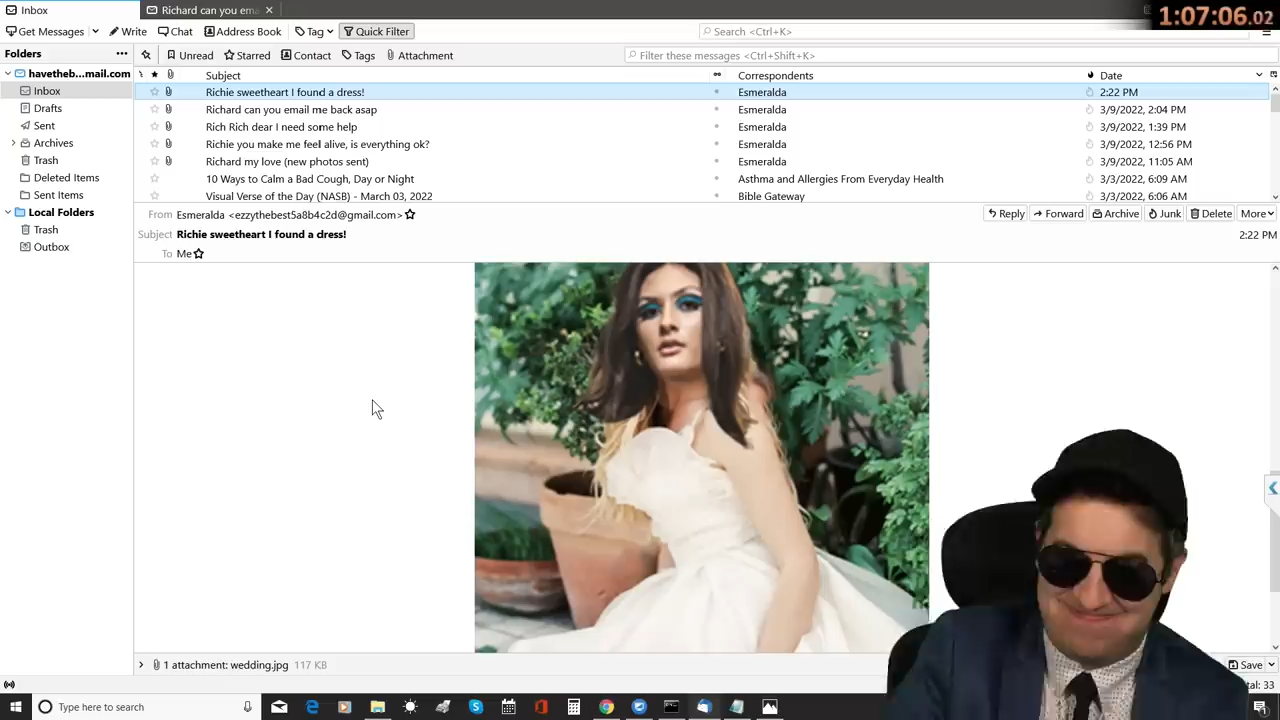 Inbox
Richard can you ema
1:07:06.02
Get Messages
Write
Chat
Address Book
Tag
Quick Filter
Search <Ctrl+K>
Folders
Unread
Starred
Contact
Tags
Attachment
Filter these messages <Ctrl+Shift+K>
havetheb...mail.com
Inbox
Drafts
Sent
Archives
Trash
Deleted Items
Sent Items
Local Folders
Trash
Outbox
Subject Correspondents Date
Richie sweetheart I found a dress! Esmeralda 2:22 PM
Richard can you email me back asap Esmeralda 3/9/2022, 2:04 PM
Rich Rich dear I need some help Esmeralda 3/9/2022, 1:39 PM
Richie you make me feel alive, is everything ok? Esmeralda 3/9/2022, 12:56 PM
Richard my love (new photos sent) Esmeralda 3/9/2022, 11:05 AM
10 Ways to Calm a Bad Cough, Day or Night Asthma and Allergies From Everyday Health 3/3/2022, 6:09 AM
Visual Verse of the Day (NASB) - March 03, 2022 Bible Gateway 3/3/2022, 6:06 AM
From Esmeralda <ezzythebest5a8b4c2d@gmail.com>
Reply
Forward
Archive
Junk
Delete
More
Subject Richie sweetheart I found a dress!
2:22 PM
To Me
1 attachment: wedding.jpg 117 KB
Save
tal: 33
Type here to search